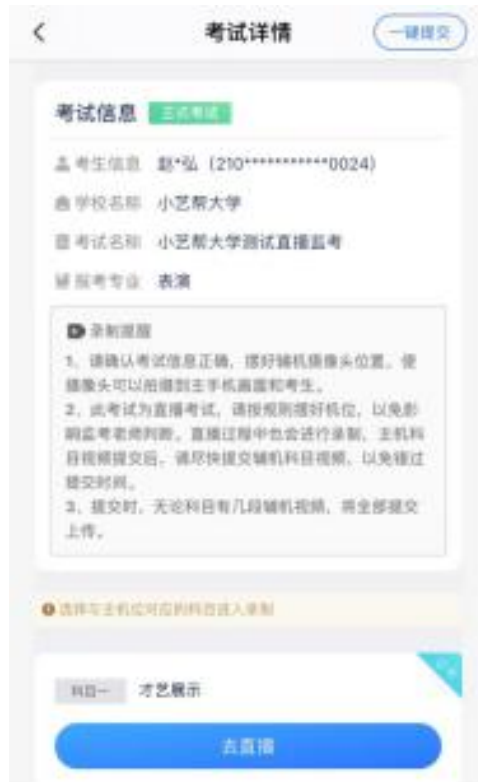 考试详情
一键提交
考试信息
考生信息 赵*弘（210***********0024）
学校名称 小艺帮大学
考试名称 小艺帮大学测试直播监考
报考专业 表演
录制提醒
1、请确认考试信息正确，摆好辅机摄像头位置，使
摄像头可以拍摄到主手机画面和考生。
2、此考试为直播考试，请按规则摆好机位，以免影
响监考老师判断。直播过程中也会进行录制，主机科
目视频提交后，请尽快提交辅机科目视频，以免错过
提交时间。
3、提交时，无论科目有几段辅机视频，将全部提交
上传。
选择与主机位对应的科目进入录制
科目一 才艺展示
去直播